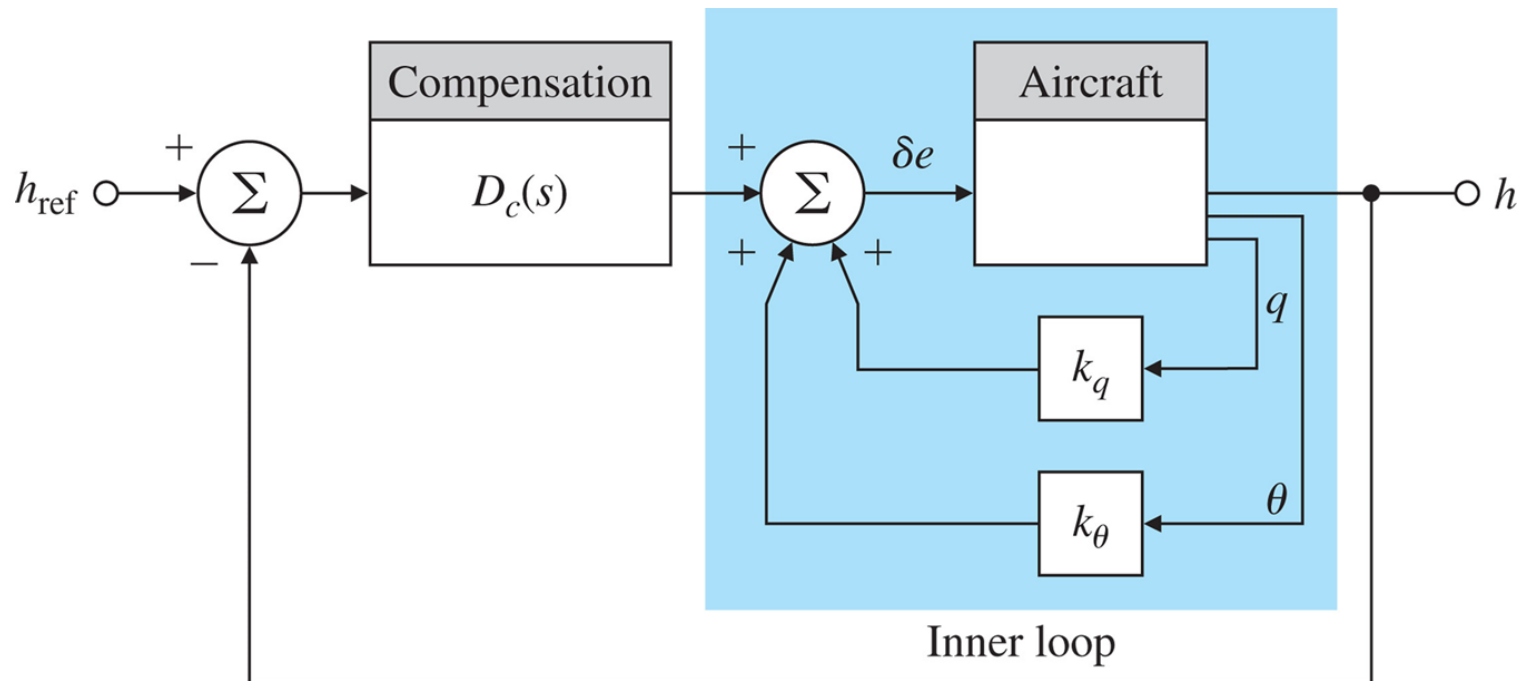 Compensation
Aircraft
+
+
δe
h_ref
Σ
D_c(s)
Σ
h
−
+
+
q
k_q
k_θ
θ
Inner loop